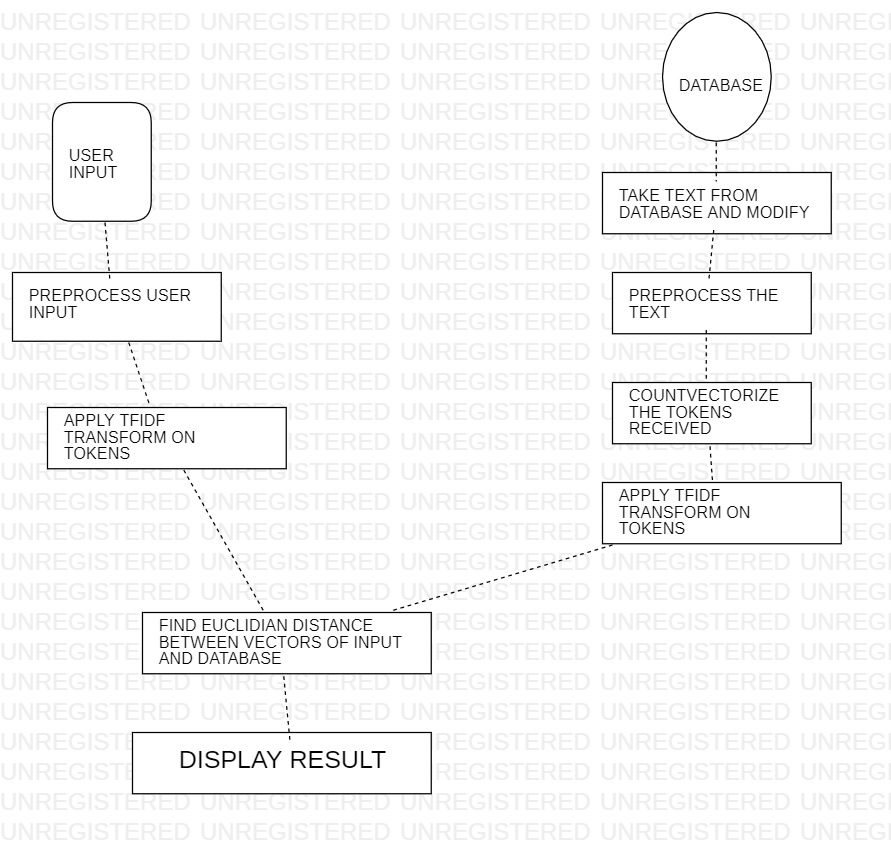 DATABASE
USER
INPUT
TAKE TEXT FROM
DATABASE AND MODIFY
PREPROCESS USER
INPUT
PREPROCESS THE
TEXT
COUNTVECTORIZE
THE TOKENS
RECEIVED
APPLY TFIDF
TRANSFORM ON
TOKENS
APPLY TFIDF
TRANSFORM ON
TOKENS
FIND EUCLIDIAN DISTANCE
BETWEEN VECTORS OF INPUT
AND DATABASE
DISPLAY RESULT